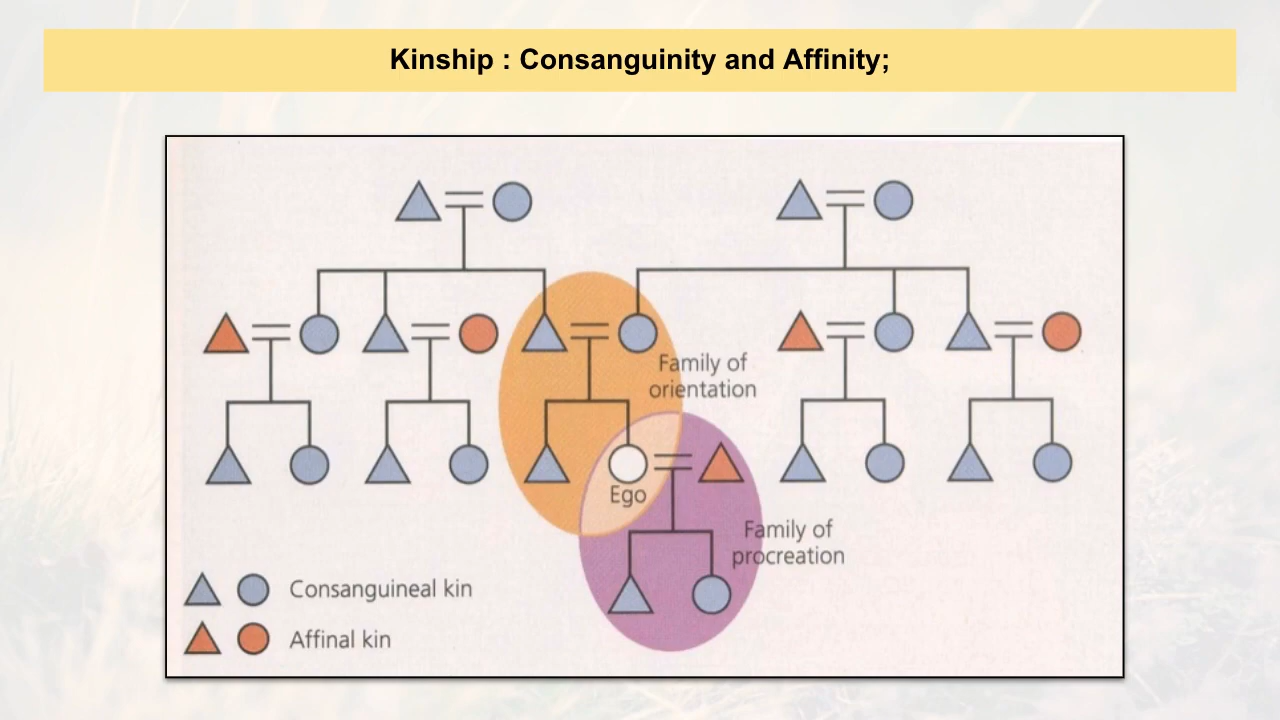 Kinship : Consanguinity and Affinity;
Family of
orientation
Ego
Family of
procreation
Consanguineal kin
Affinal kin